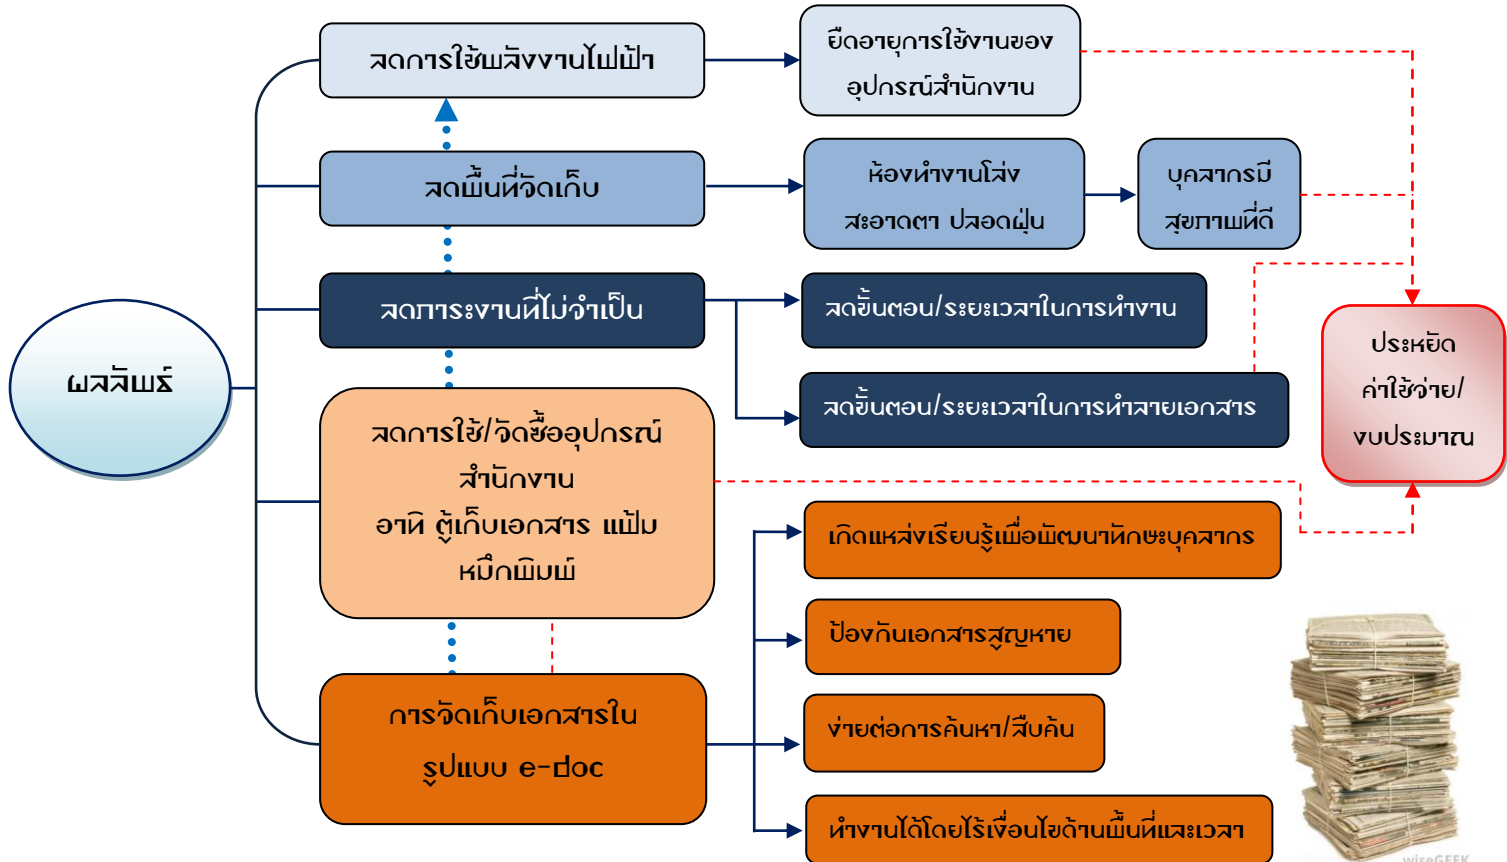 ผลลัพธ์
ลดการใช้พลังงานไฟฟ้า
ยืดอายุการใช้งานของ
อุปกรณ์สำนักงาน
ลดพื้นที่จัดเก็บ
ห้องทำงานโล่ง
สะอาดตา ปลอดฝุ่น
บุคลากรมี
สุขภาพที่ดี
ลดภาระงานที่ไม่จำเป็น
ลดขั้นตอน/ระยะเวลาในการทำงาน
ลดขั้นตอน/ระยะเวลาในการทำลายเอกสาร
ประหยัด
ค่าใช้จ่าย/
งบประมาณ
ลดการใช้/จัดซื้ออุปกรณ์
สำนักงาน
อาทิ ตู้เก็บเอกสาร แฟ้ม
หมึกพิมพ์
การจัดเก็บเอกสารใน
รูปแบบ e-doc
เกิดแหล่งเรียนรู้เพื่อพัฒนาทักษะบุคลากร
ป้องกันเอกสารสูญหาย
ง่ายต่อการค้นหา/สืบค้น
ทำงานได้โดยไร้เงื่อนไขด้านพื้นที่และเวลา
wiseGEEK